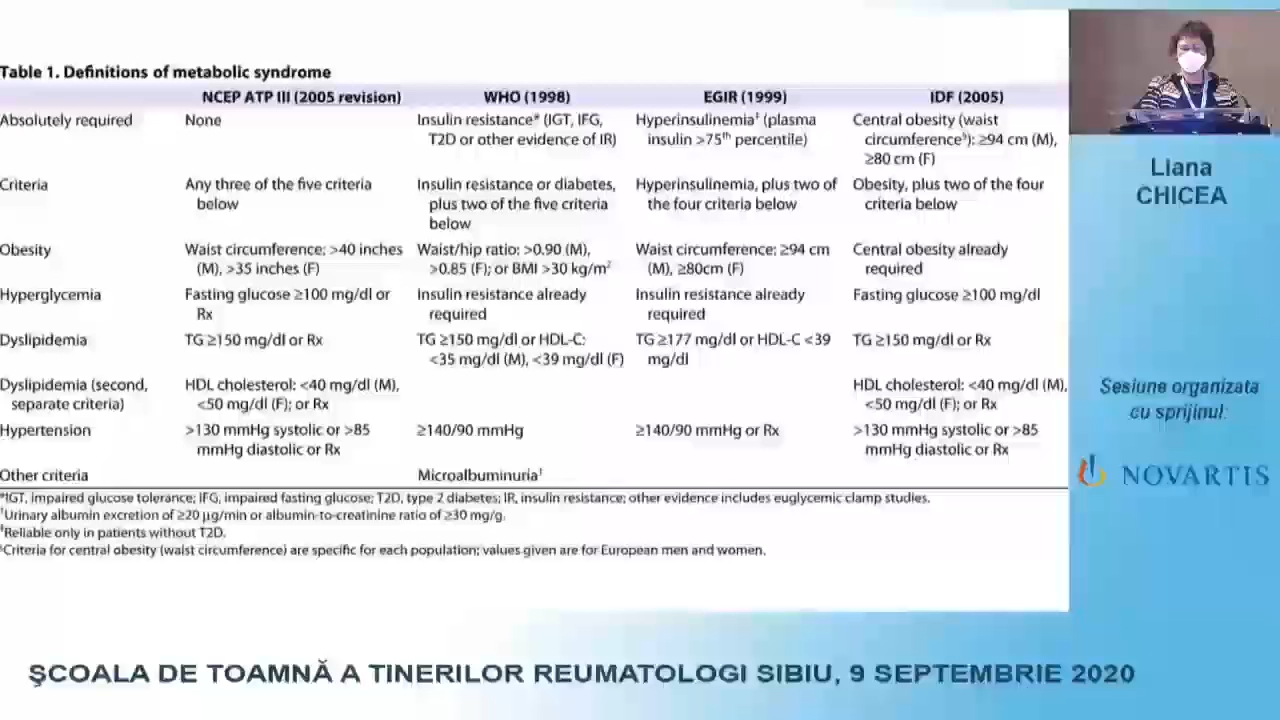 Table 1. Definitions of metabolic syndrome
NCEP ATP III (2005 revision) WHO (1998) EGIR (1999) IDF (2005)
Absolutely required None Insulin resistance* (IGT, IFG, Hyperinsulinemia‡ (plasma Central obesity (waist
T2D or other evidence of IR) insulin >75th percentile) circumference§): ≥94 cm (M),
≥80 cm (F)
Criteria Any three of the five criteria Insulin resistance or diabetes, Hyperinsulinemia, plus two of Obesity, plus two of the four
below plus two of the five criteria the four criteria below criteria below
below
Obesity Waist circumference: >40 inches Waist/hip ratio: >0.90 (M), Waist circumference: ≥94 cm Central obesity already
(M), >35 inches (F) >0.85 (F); or BMI >30 kg/m² (M), ≥80cm (F) required
Hyperglycemia Fasting glucose ≥100 mg/dl or Insulin resistance already Insulin resistance already Fasting glucose ≥100 mg/dl
Rx required required
Dyslipidemia TG ≥150 mg/dl or Rx TG ≥150 mg/dl or HDL-C: TG ≥177 mg/dl or HDL-C <39 TG ≥150 mg/dl or Rx
<35 mg/dl (M), <39 mg/dl (F) mg/dl
Dyslipidemia (second, HDL cholesterol: <40 mg/dl (M), HDL cholesterol: <40 mg/dl (M),
separate criteria) <50 mg/dl (F); or Rx <50 mg/dl (F); or Rx
Hypertension >130 mmHg systolic or >85 ≥140/90 mmHg ≥140/90 mmHg or Rx >130 mmHg systolic or >85
mmHg diastolic or Rx mmHg diastolic or Rx
Other criteria Microalbuminuria†
*IGT, impaired glucose tolerance; IFG, impaired fasting glucose; T2D, type 2 diabetes; IR, insulin resistance; other evidence includes euglycemic clamp studies.
†Urinary albumin excretion of ≥20 μg/min or albumin-to-creatinine ratio of ≥30 mg/g.
‡Reliable only in patients without T2D.
§Criteria for central obesity (waist circumference) are specific for each population; values given are for European men and women.
Liana
CHICEA
Sesiune organizata
cu sprijinul:
NOVARTIS
ŞCOALA DE TOAMNĂ A TINERILOR REUMATOLOGI SIBIU, 9 SEPTEMBRIE 2020